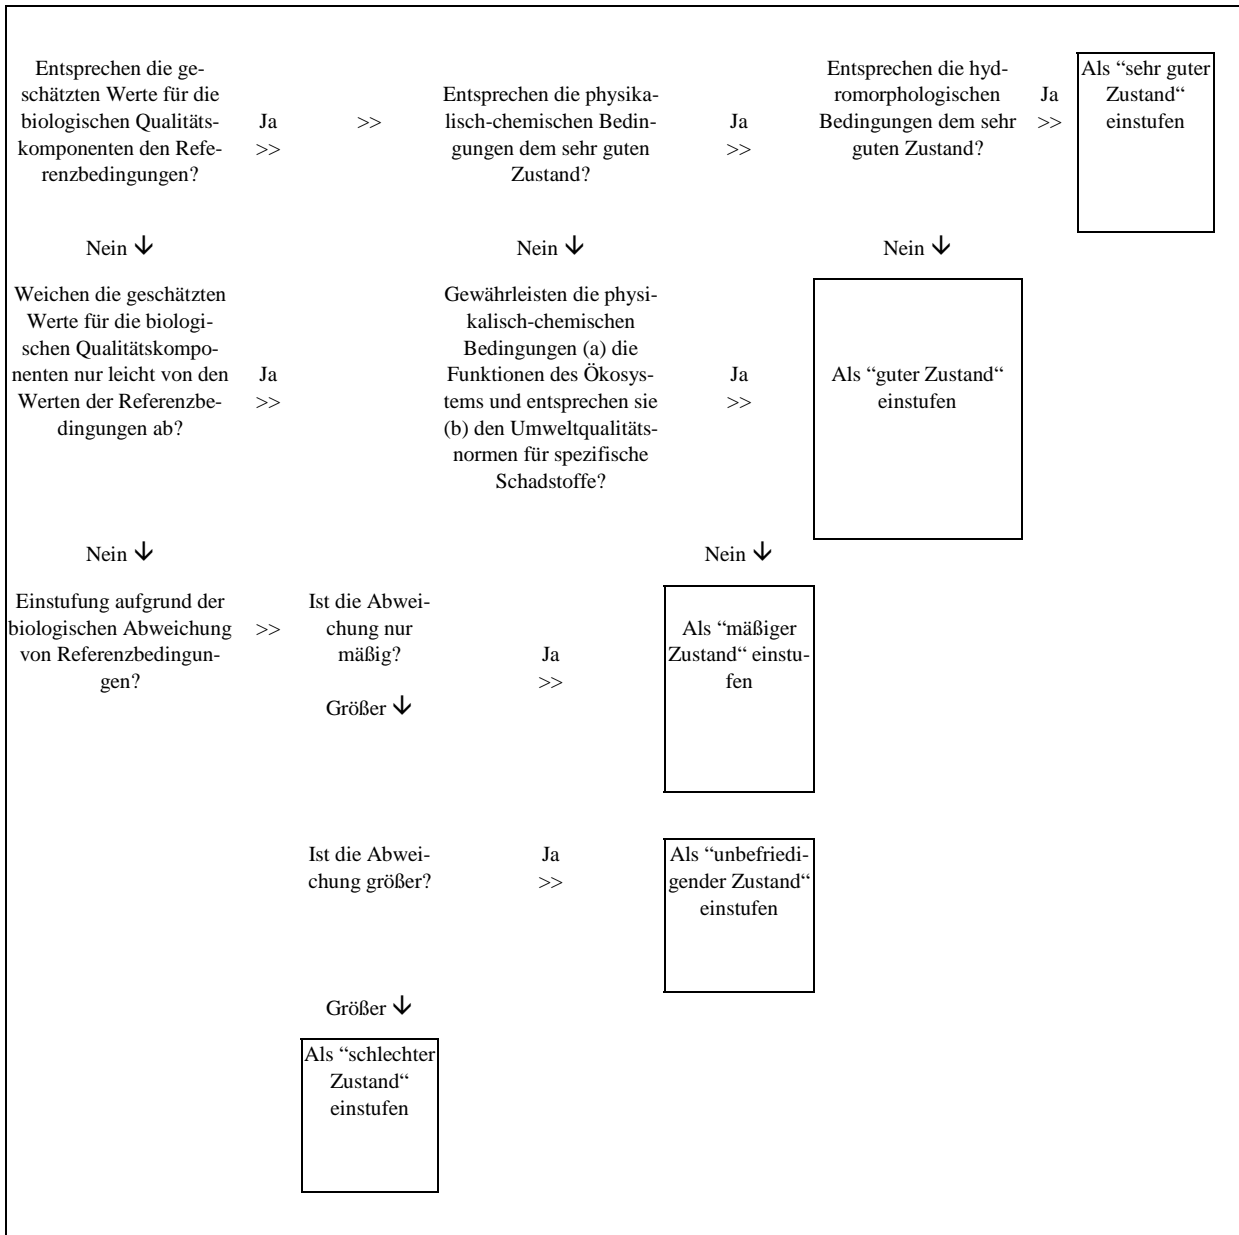 Entsprechen die ge-
schätzten Werte für die
biologischen Qualitäts-
komponenten den Refe-
renzbedingungen?
Ja
>>
>>
Entsprechen die physika-
lisch-chemischen Bedin-
gungen dem sehr guten
Zustand?
Ja
>>
Entsprechen die hyd-
romorphologischen
Bedingungen dem sehr
guten Zustand?
Ja
>>
Als “sehr guter
Zustand“
einstufen
Nein ↓
Nein ↓
Nein ↓
Weichen die geschätzten
Werte für die biologi-
schen Qualitätskompo-
nenten nur leicht von den
Werten der Referenzbe-
dingungen ab?
Ja
>>
Gewährleisten die physi-
kalisch-chemischen
Bedingungen (a) die
Funktionen des Ökosys-
tems und entsprechen sie
(b) den Umweltqualitäts-
normen für spezifische
Schadstoffe?
Ja
>>
Als “guter Zustand“
einstufen
Nein ↓
Nein ↓
Einstufung aufgrund der
biologischen Abweichung
von Referenzbedingun-
gen?
>>
Ist die Abwei-
chung nur
mäßig?
Ja
>>
Größer ↓
Als “mäßiger
Zustand“ einstu-
fen
Ist die Abwei-
chung größer?
Ja
>>
Als “unbefriedi-
gender Zustand“
einstufen
Größer ↓
Als “schlechter
Zustand“
einstufen